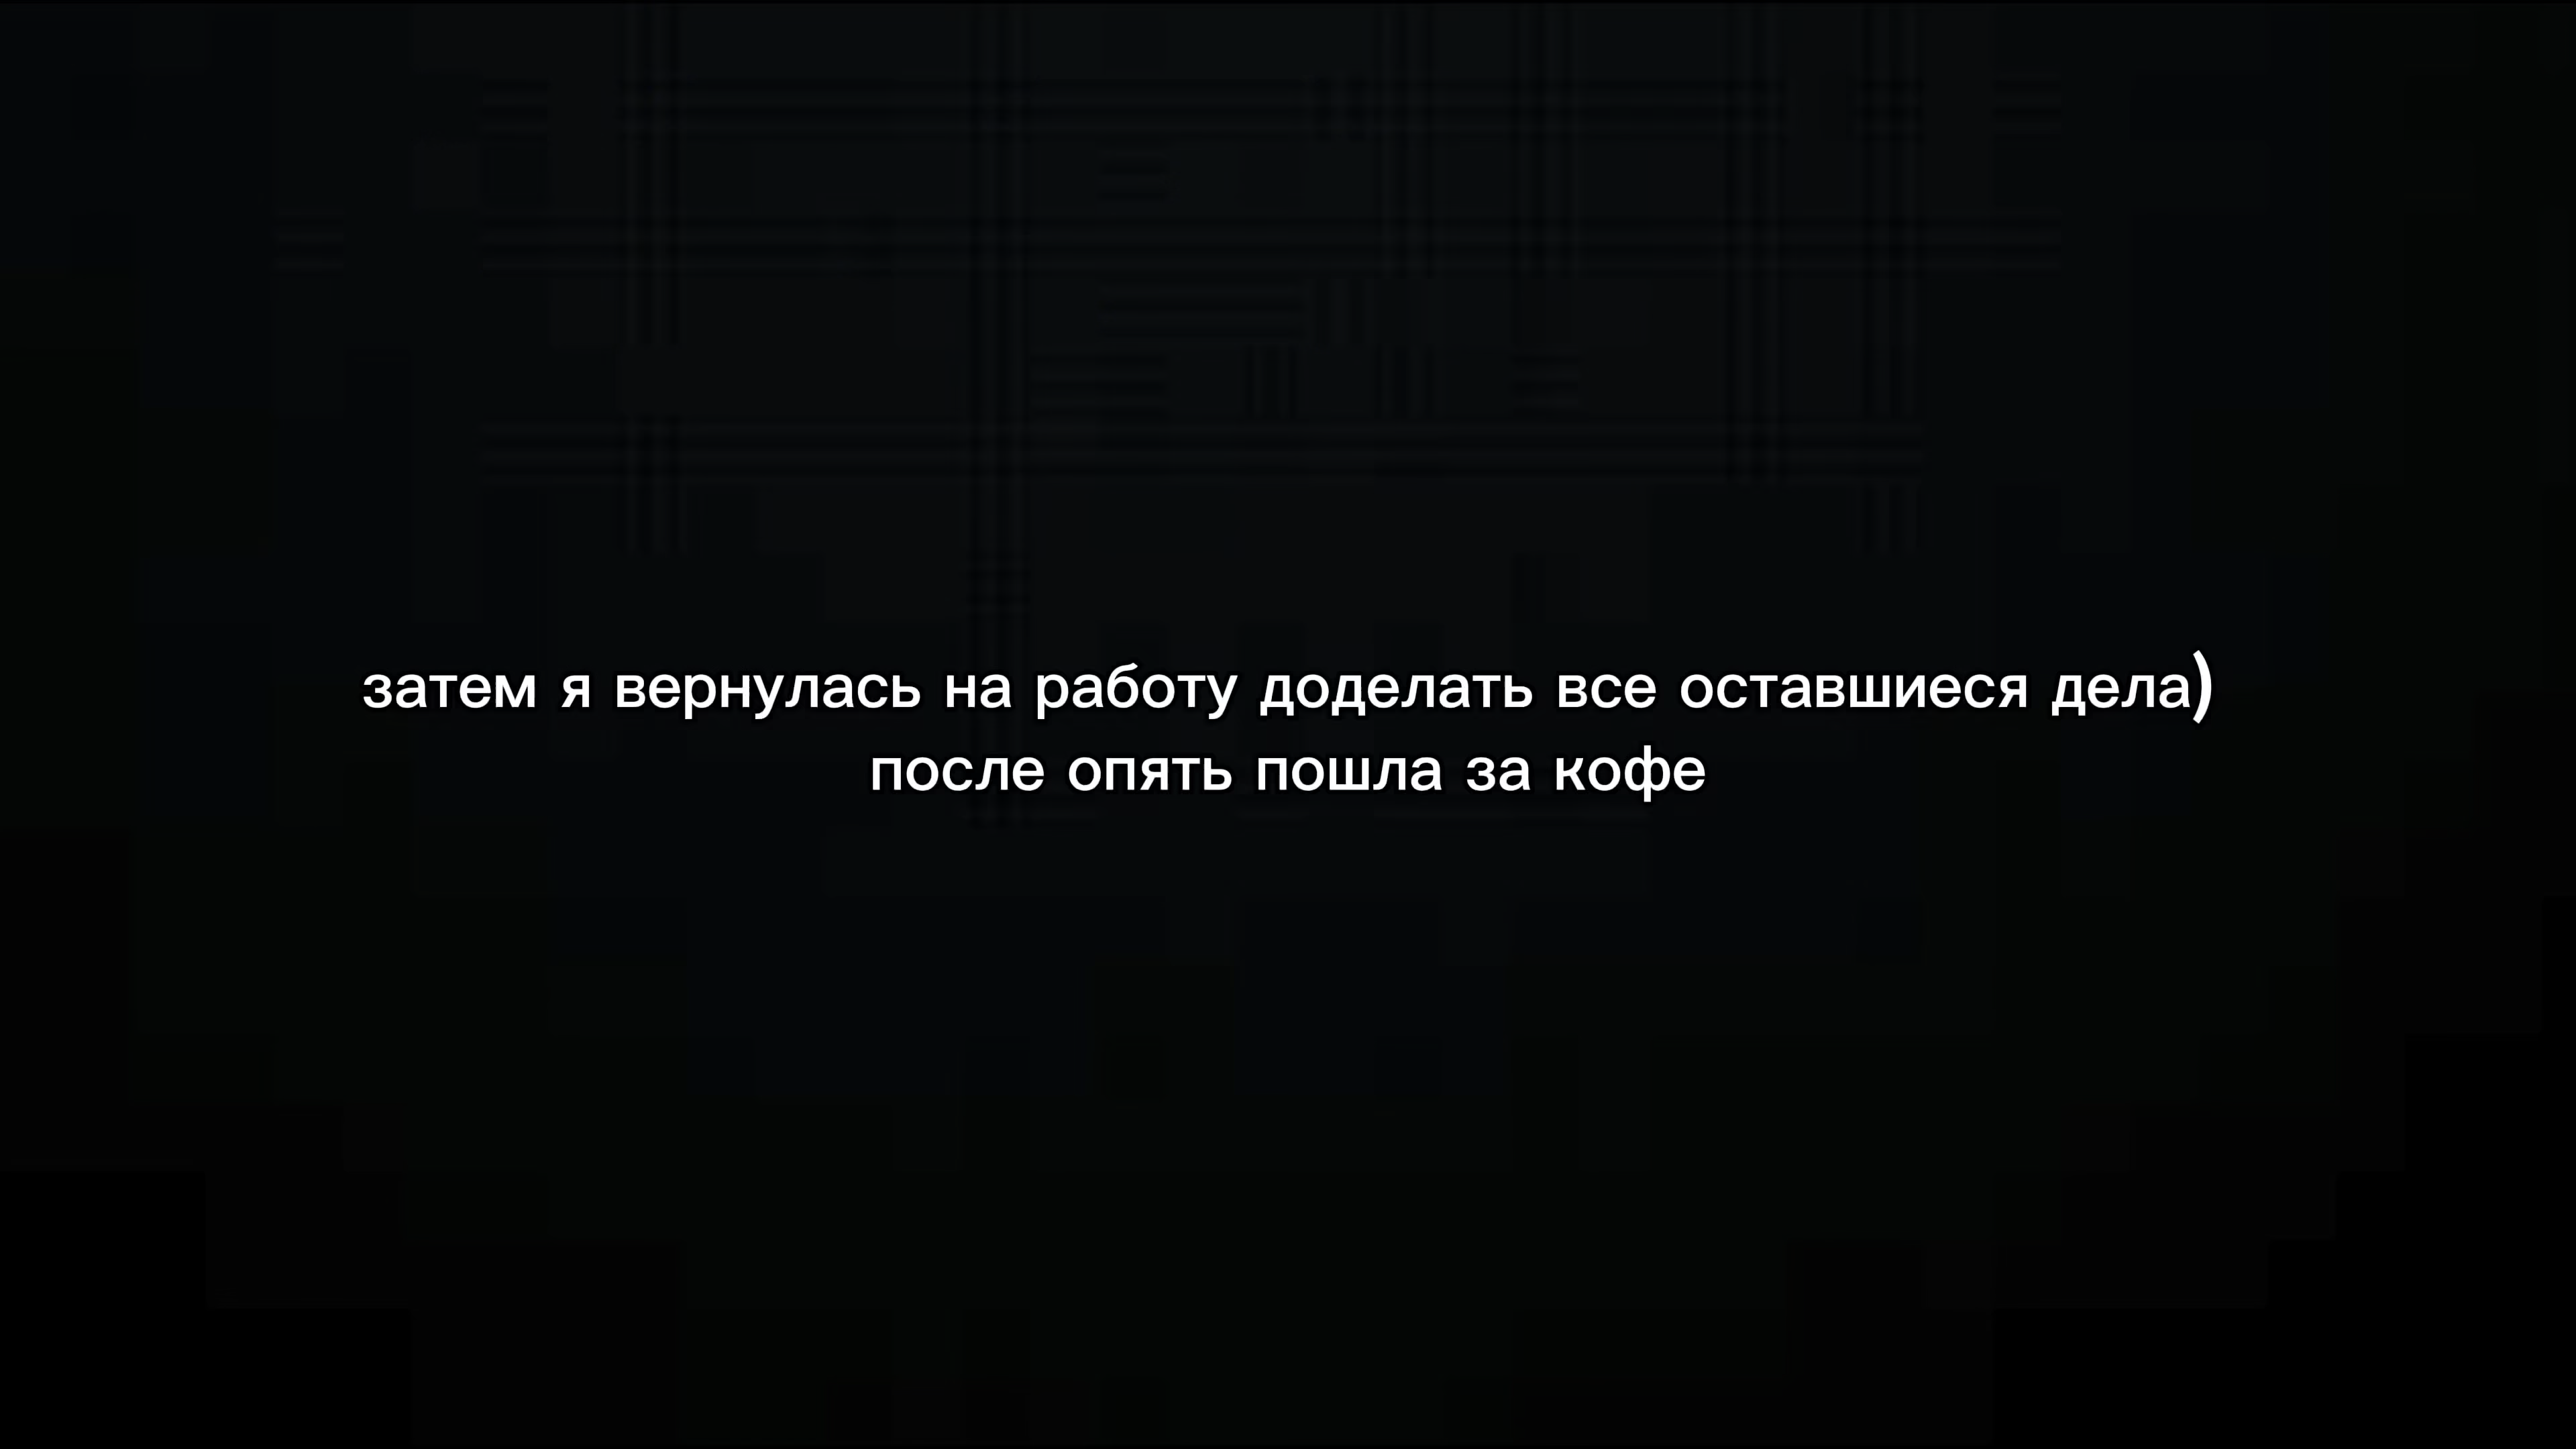 затем я вернулась на работу доделать все оставшиеся дела)
после опять пошла за кофе